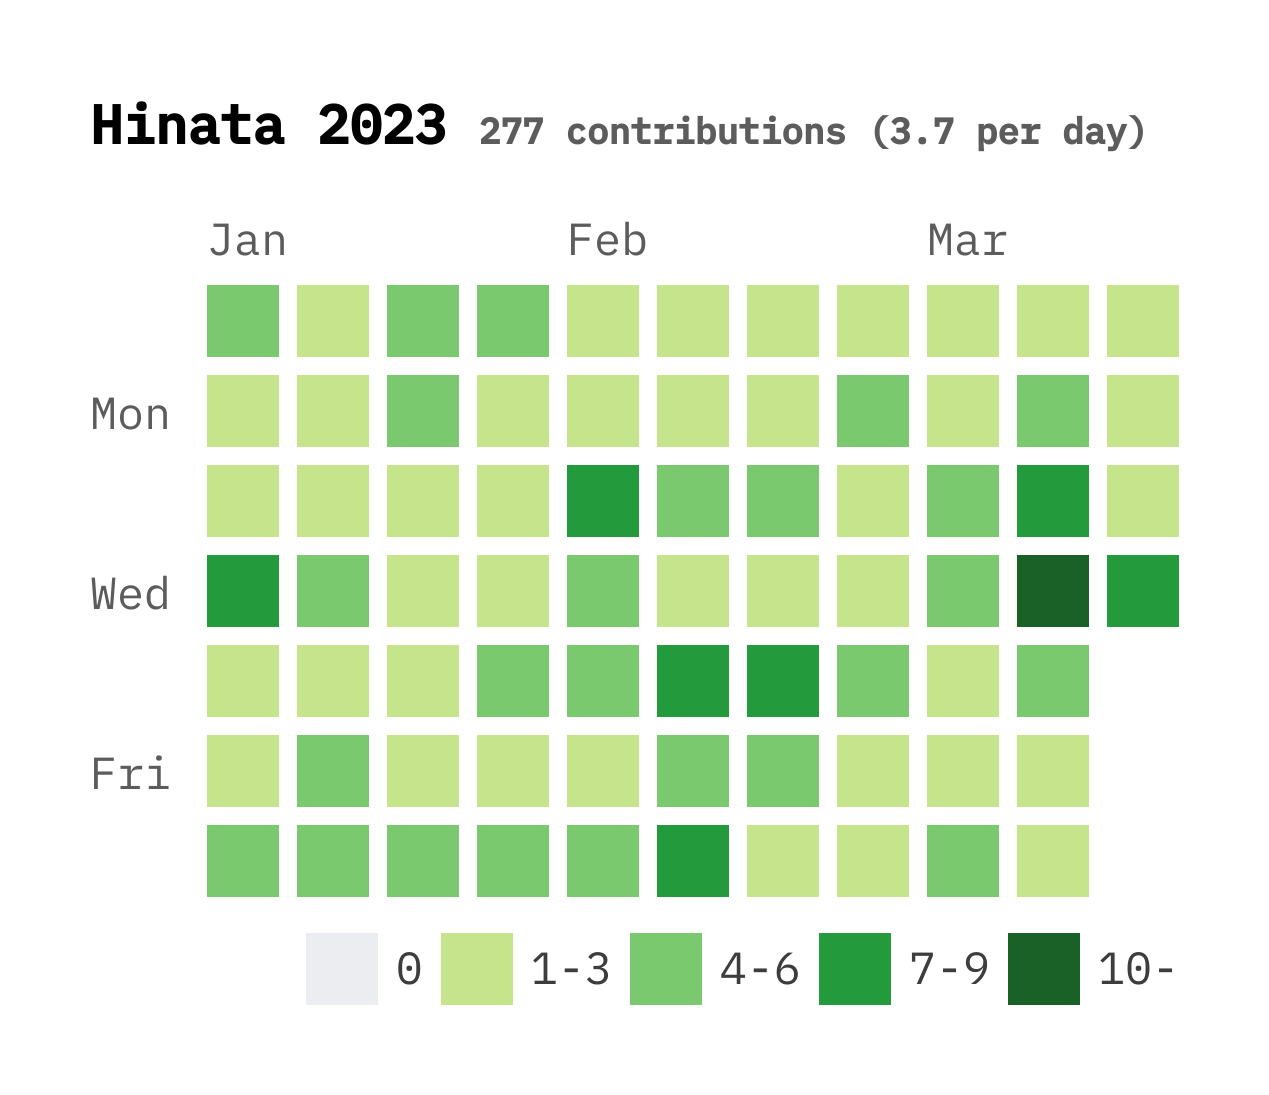 Hinata 2023 277 contributions (3.7 per day)
Jan Feb Mar
Mon
Wed
Fri
0 1-3 4-6 7-9 10-